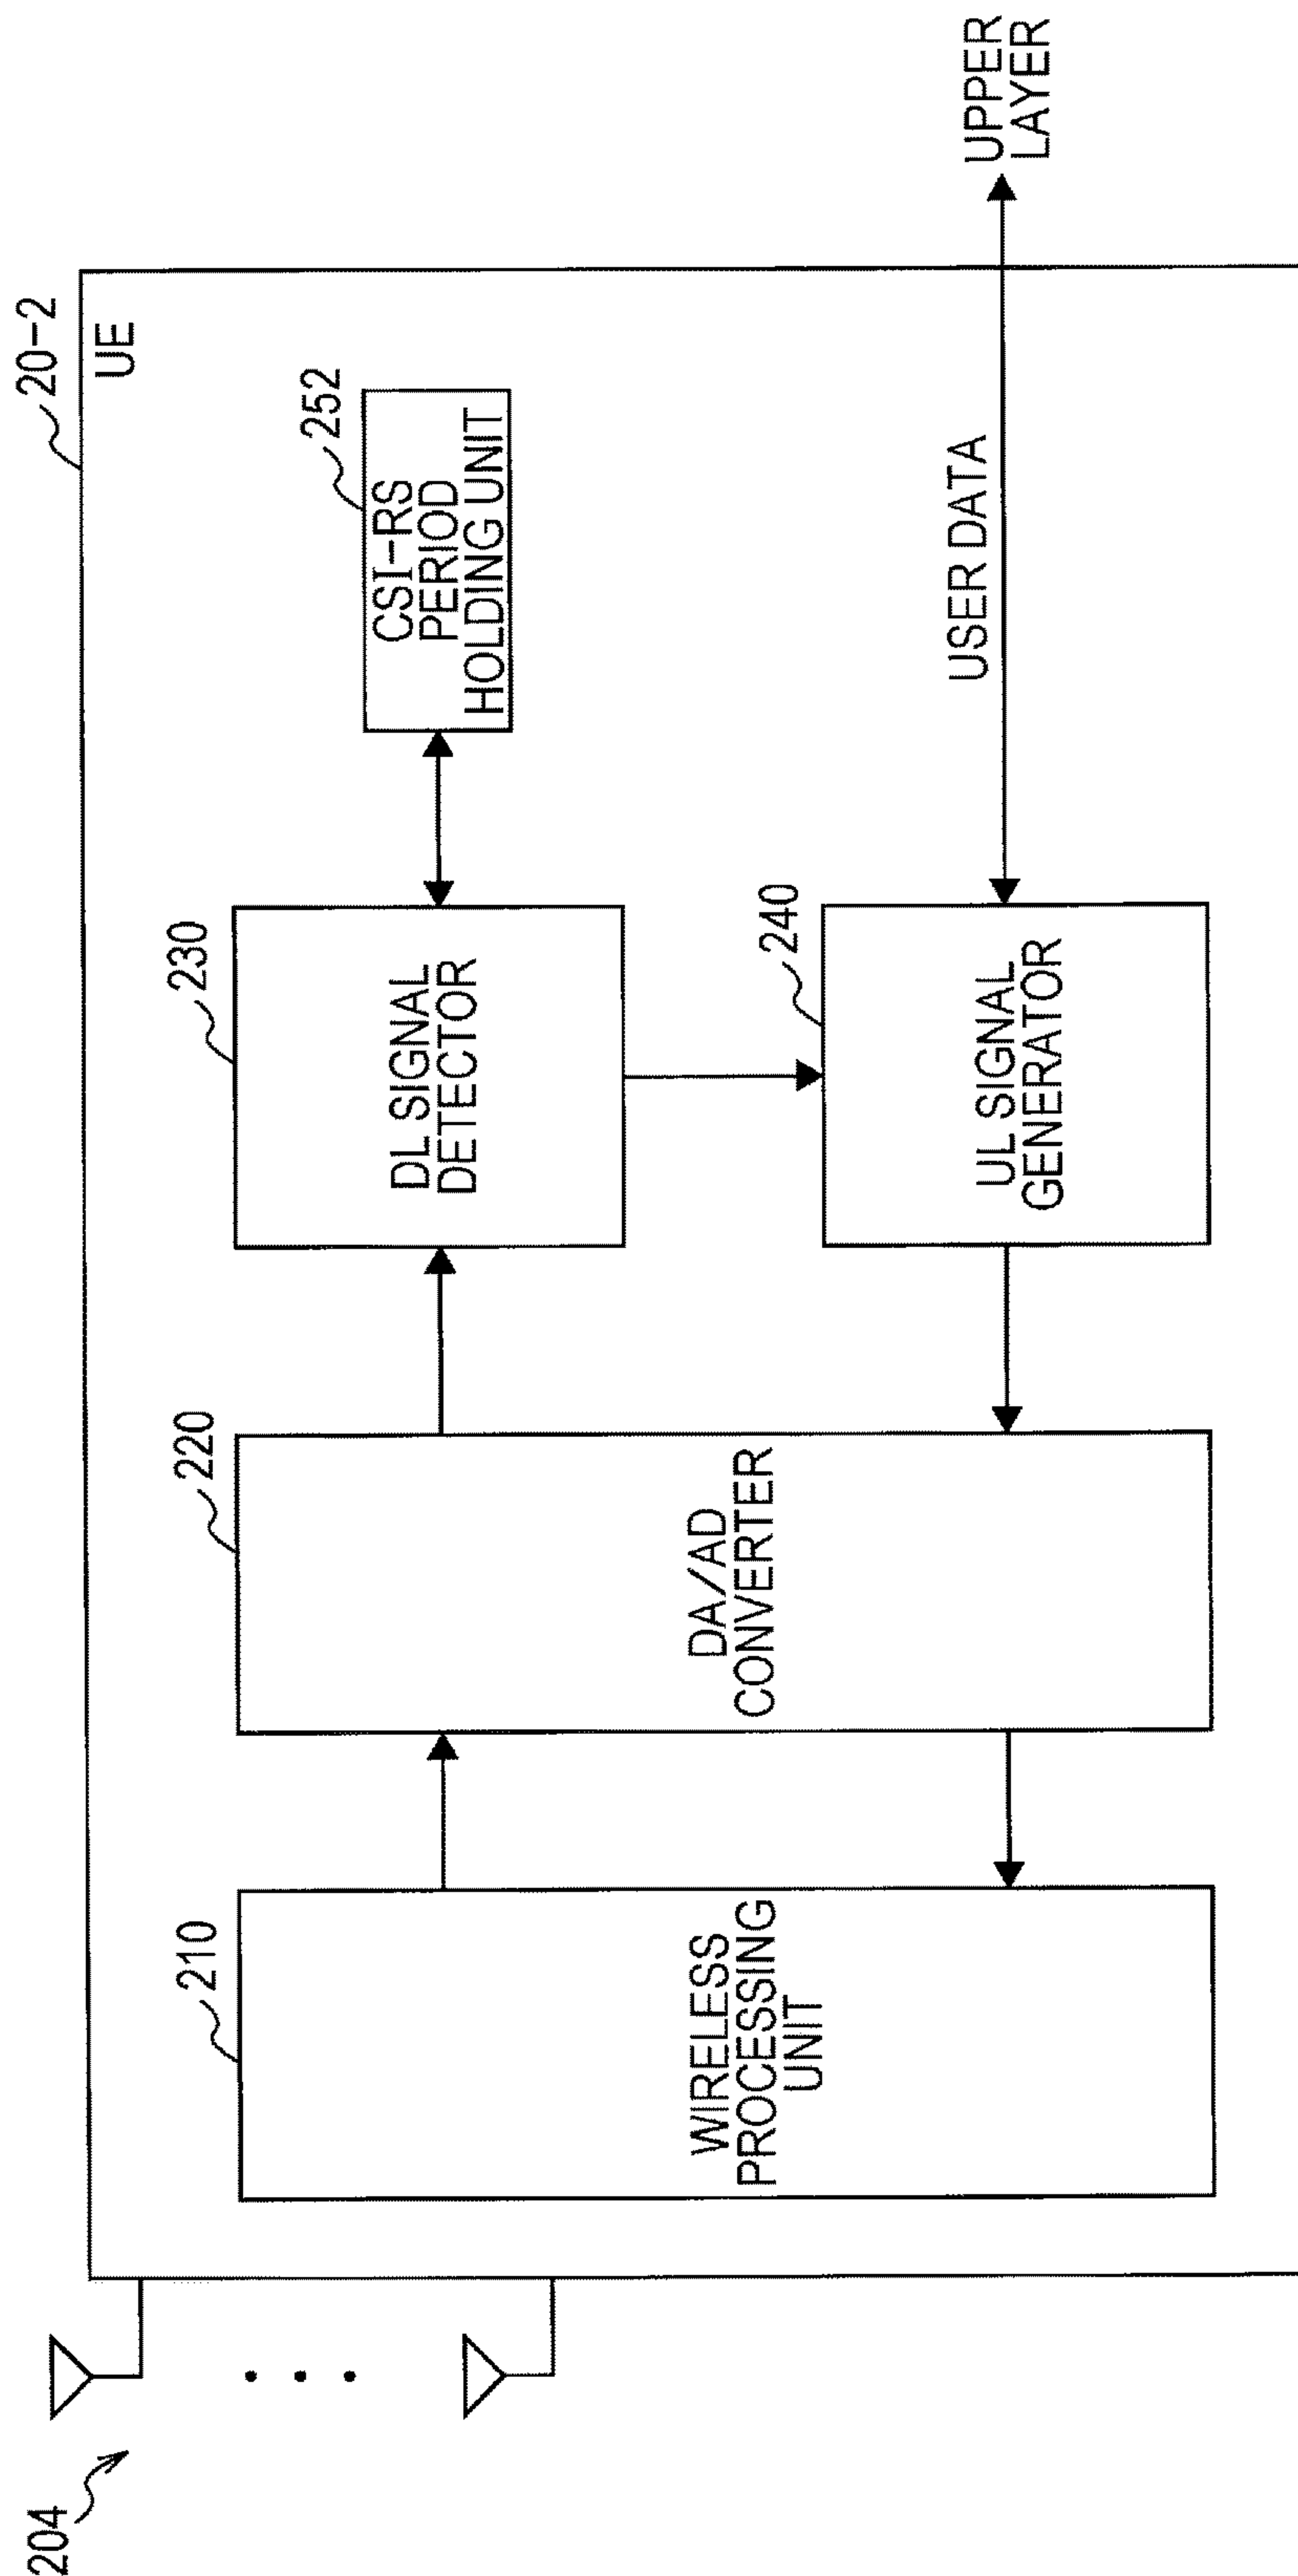 20-2
UE
204
210
WIRELESS
PROCESSING
UNIT
220
DA/AD
CONVERTER
230
DL SIGNAL
DETECTOR
252
CSI-RS
PERIOD
HOLDING UNIT
240
UL SIGNAL
GENERATOR
USER DATA
UPPER
LAYER